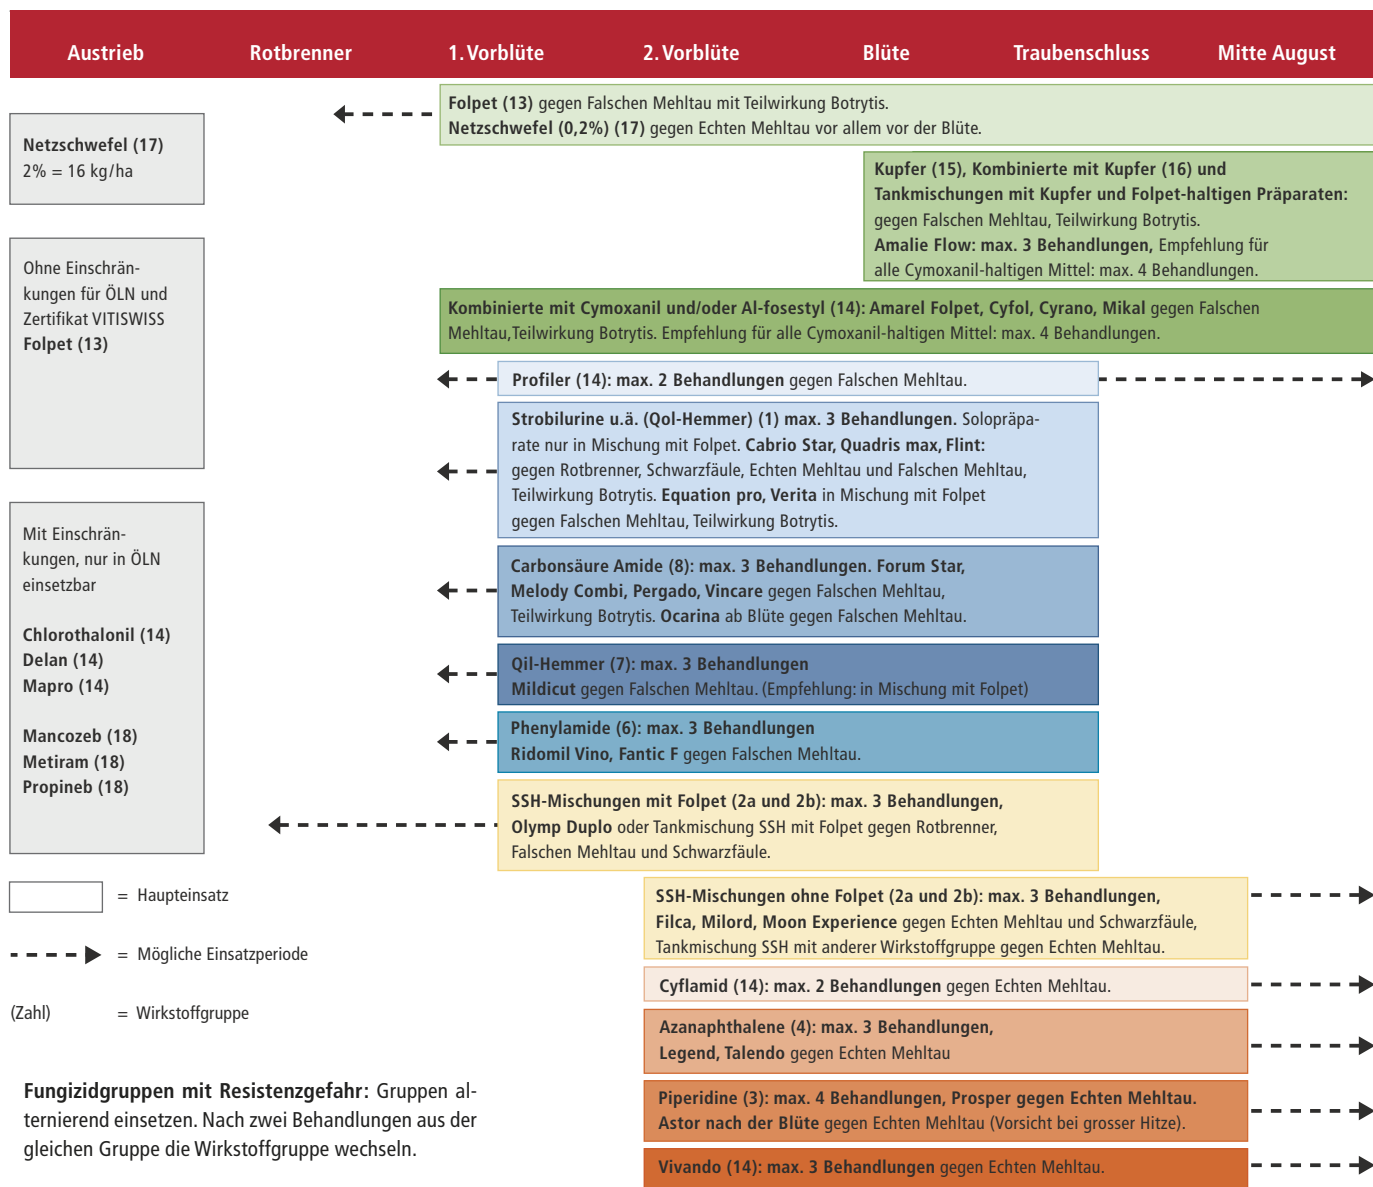 Austrieb Rotbrenner 1. Vorblüte 2. Vorblüte Blüte Traubenschluss Mitte August
Netzschwefel (17)
2% = 16 kg/ha
Ohne Einschrän-
kungen für ÖLN und
Zertifikat VITISWISS
Folpet (13)
Mit Einschrän-
kungen, nur in ÖLN
einsetzbar
Chlorothalonil (14)
Delan (14)
Mapro (14)
Mancozeb (18)
Metiram (18)
Propineb (18)
Folpet (13) gegen Falschen Mehltau mit Teilwirkung Botrytis.
Netzschwefel (0,2%) (17) gegen Echten Mehltau vor allem vor der Blüte.
Kupfer (15), Kombinierte mit Kupfer (16) und
Tankmischungen mit Kupfer und Folpet-haltigen Präparaten:
gegen Falschen Mehltau, Teilwirkung Botrytis.
Amalie Flow: max. 3 Behandlungen, Empfehlung für
alle Cymoxanil-haltigen Mittel: max. 4 Behandlungen.
Kombinierte mit Cymoxanil und/oder Al-fosestyl (14): Amarel Folpet, Cyfol, Cyrano, Mikal gegen Falschen
Mehltau, Teilwirkung Botrytis. Empfehlung für alle Cymoxanil-haltigen Mittel: max. 4 Behandlungen.
Profiler (14): max. 2 Behandlungen gegen Falschen Mehltau.
Strobilurine u.ä. (Qol-Hemmer) (1) max. 3 Behandlungen. Solopräpa-
rate nur in Mischung mit Folpet. Cabrio Star, Quadris max, Flint:
gegen Rotbrenner, Schwarzfäule, Echten Mehltau und Falschen Mehltau,
Teilwirkung Botrytis. Equation pro, Verita in Mischung mit Folpet
gegen Falschen Mehltau, Teilwirkung Botrytis.
Carbonsäure Amide (8): max. 3 Behandlungen. Forum Star,
Melody Combi, Pergado, Vincare gegen Falschen Mehltau,
Teilwirkung Botrytis. Ocarina ab Blüte gegen Falschen Mehltau.
Qil-Hemmer (7): max. 3 Behandlungen
Mildicut gegen Falschen Mehltau. (Empfehlung: in Mischung mit Folpet)
Phenylamide (6): max. 3 Behandlungen
Ridomil Vino, Fantic F gegen Falschen Mehltau.
SSH-Mischungen mit Folpet (2a und 2b): max. 3 Behandlungen,
Olymp Duplo oder Tankmischung SSH mit Folpet gegen Rotbrenner,
Falschen Mehltau und Schwarzfäule.
SSH-Mischungen ohne Folpet (2a und 2b): max. 3 Behandlungen,
Filca, Milord, Moon Experience gegen Echten Mehltau und Schwarzfäule,
Tankmischung SSH mit anderer Wirkstoffgruppe gegen Echten Mehltau.
Cyflamid (14): max. 2 Behandlungen gegen Echten Mehltau.
Azanaphthalene (4): max. 3 Behandlungen,
Legend, Talendo gegen Echten Mehltau
Piperidine (3): max. 4 Behandlungen, Prosper gegen Echten Mehltau.
Astor nach der Blüte gegen Echten Mehltau (Vorsicht bei grosser Hitze).
Vivando (14): max. 3 Behandlungen gegen Echten Mehltau.
= Haupteinsatz
= Mögliche Einsatzperiode
(Zahl) = Wirkstoffgruppe
Fungizidgruppen mit Resistenzgefahr: Gruppen al-
ternierend einsetzen. Nach zwei Behandlungen aus der
gleichen Gruppe die Wirkstoffgruppe wechseln.